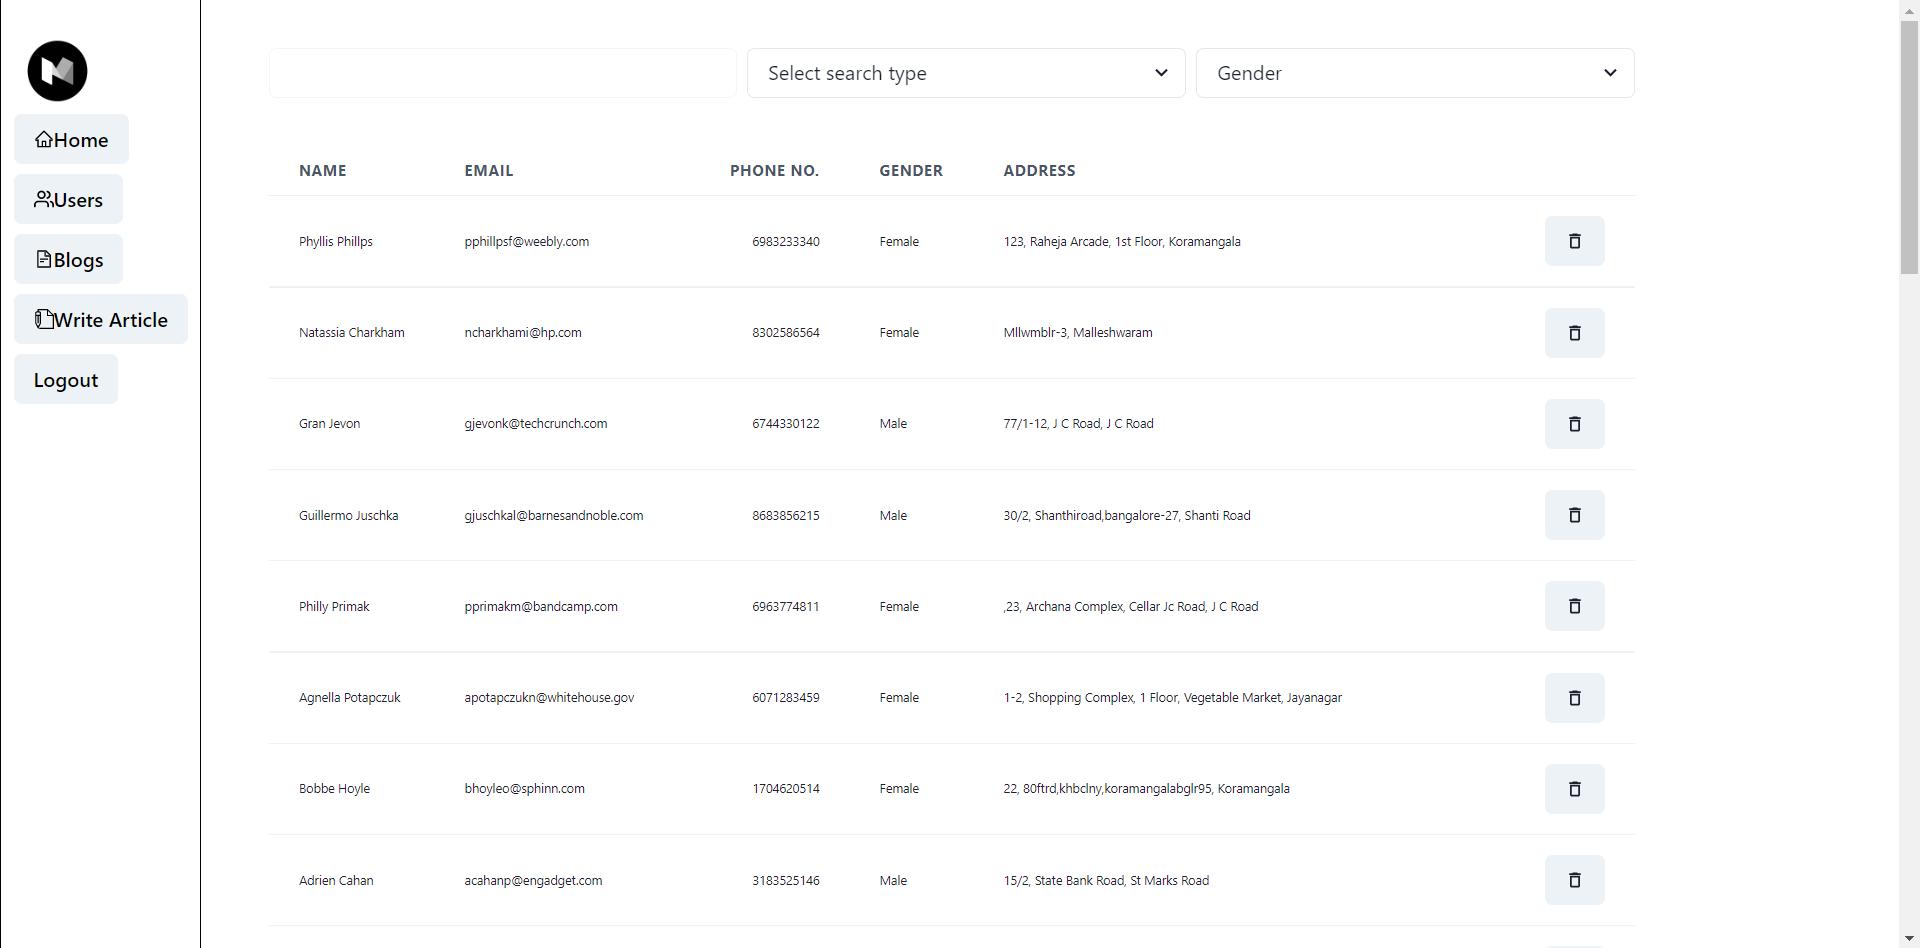 Select search type Gender
Home
Users
Blogs
Write Article
Logout
NAME EMAIL PHONE NO. GENDER ADDRESS
Phyllis Phillps pphillpsf@weebly.com 6983233340 Female 123, Raheja Arcade, 1st Floor, Koramangala
Natassia Charkham ncharkhami@hp.com 8302586564 Female Mllwmblr-3, Malleshwaram
Gran Jevon gjevonk@techcrunch.com 6744330122 Male 77/1-12, J C Road, J C Road
Guillermo Juschka gjuschkal@barnesandnoble.com 8683856215 Male 30/2, Shanthiroad,bangalore-27, Shanti Road
Philly Primak pprimakm@bandcamp.com 6963774811 Female ,23, Archana Complex, Cellar Jc Road, J C Road
Agnella Potapczuk apotapczukn@whitehouse.gov 6071283459 Female 1-2, Shopping Complex, 1 Floor, Vegetable Market, Jayanagar
Bobbe Hoyle bhoyleo@sphinn.com 1704620514 Female 22, 80ftrd,khbclny,koramangalabglr95, Koramangala
Adrien Cahan acahanp@engadget.com 3183525146 Male 15/2, State Bank Road, St Marks Road